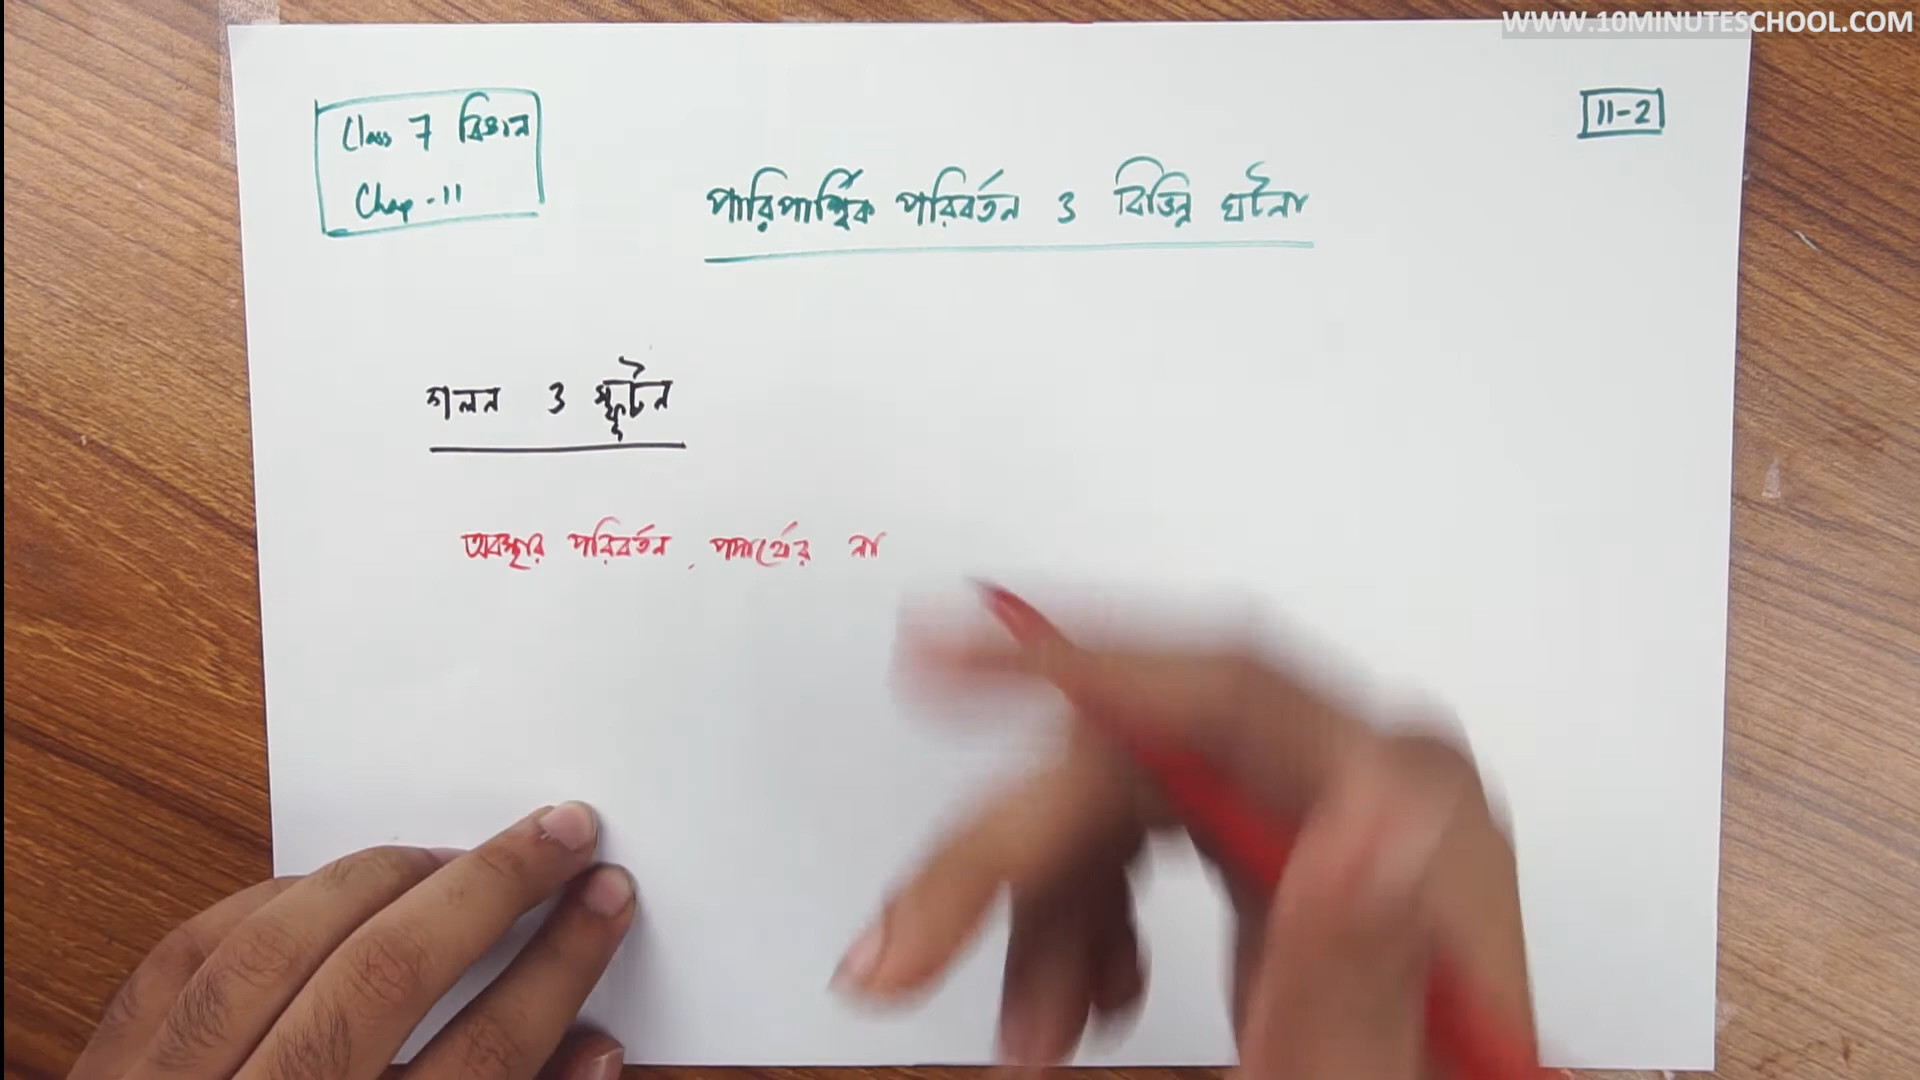 WWW.10MINUTESCHOOL.COM
Class 7 বিজ্ঞান
Chap-11
11-2
পারিপার্শ্বিক পরিবর্তন ও বিভিন্ন ঘটনা
গলন ও স্ফূটন
অবস্থার পরিবর্তন, পদার্থের না